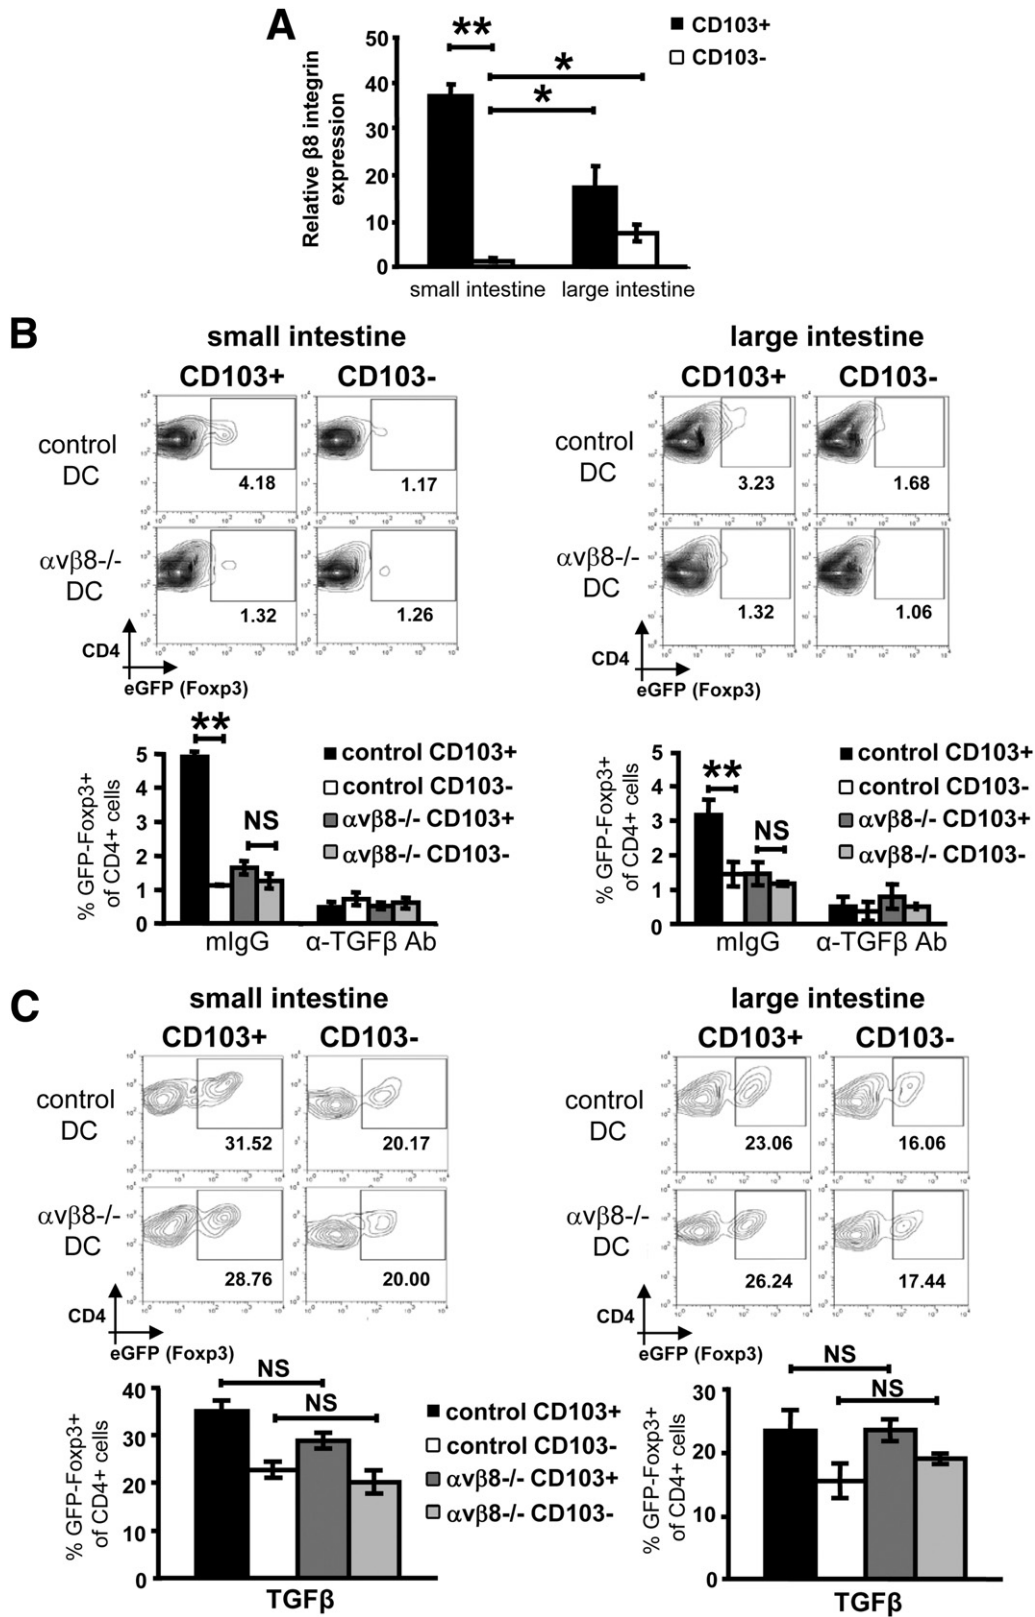 A
CD103+
CD103-
**
*
*
Relative β8 integrin
expression
50
40
30
20
10
0
small intestine large intestine
B
small intestine
large intestine
CD103+ CD103-
CD103+ CD103-
control
DC
4.18
1.17
control
DC
3.23
1.68
αvβ8-/-
DC
1.32
1.26
αvβ8-/-
DC
1.32
1.06
CD4
eGFP (Foxp3)
CD4
eGFP (Foxp3)
% GFP-Foxp3+
of CD4+ cells
5
4
3
2
1
0
**
NS
control CD103+
control CD103-
αvβ8-/- CD103+
αvβ8-/- CD103-
mIgG α-TGFβ Ab
% GFP-Foxp3+
of CD4+ cells
5
4
3
2
1
0
**
NS
control CD103+
control CD103-
αvβ8-/- CD103+
αvβ8-/- CD103-
mIgG α-TGFβ Ab
C
small intestine
large intestine
CD103+ CD103-
CD103+ CD103-
control
DC
31.52
20.17
control
DC
23.06
16.06
αvβ8-/-
DC
28.76
20.00
αvβ8-/-
DC
26.24
17.44
CD4
eGFP (Foxp3)
CD4
eGFP (Foxp3)
% GFP-Foxp3+
of CD4+ cells
40
30
20
10
0
NS
NS
control CD103+
control CD103-
αvβ8-/- CD103+
αvβ8-/- CD103-
TGFβ
% GFP-Foxp3+
of CD4+ cells
30
20
10
0
NS
NS
TGFβ